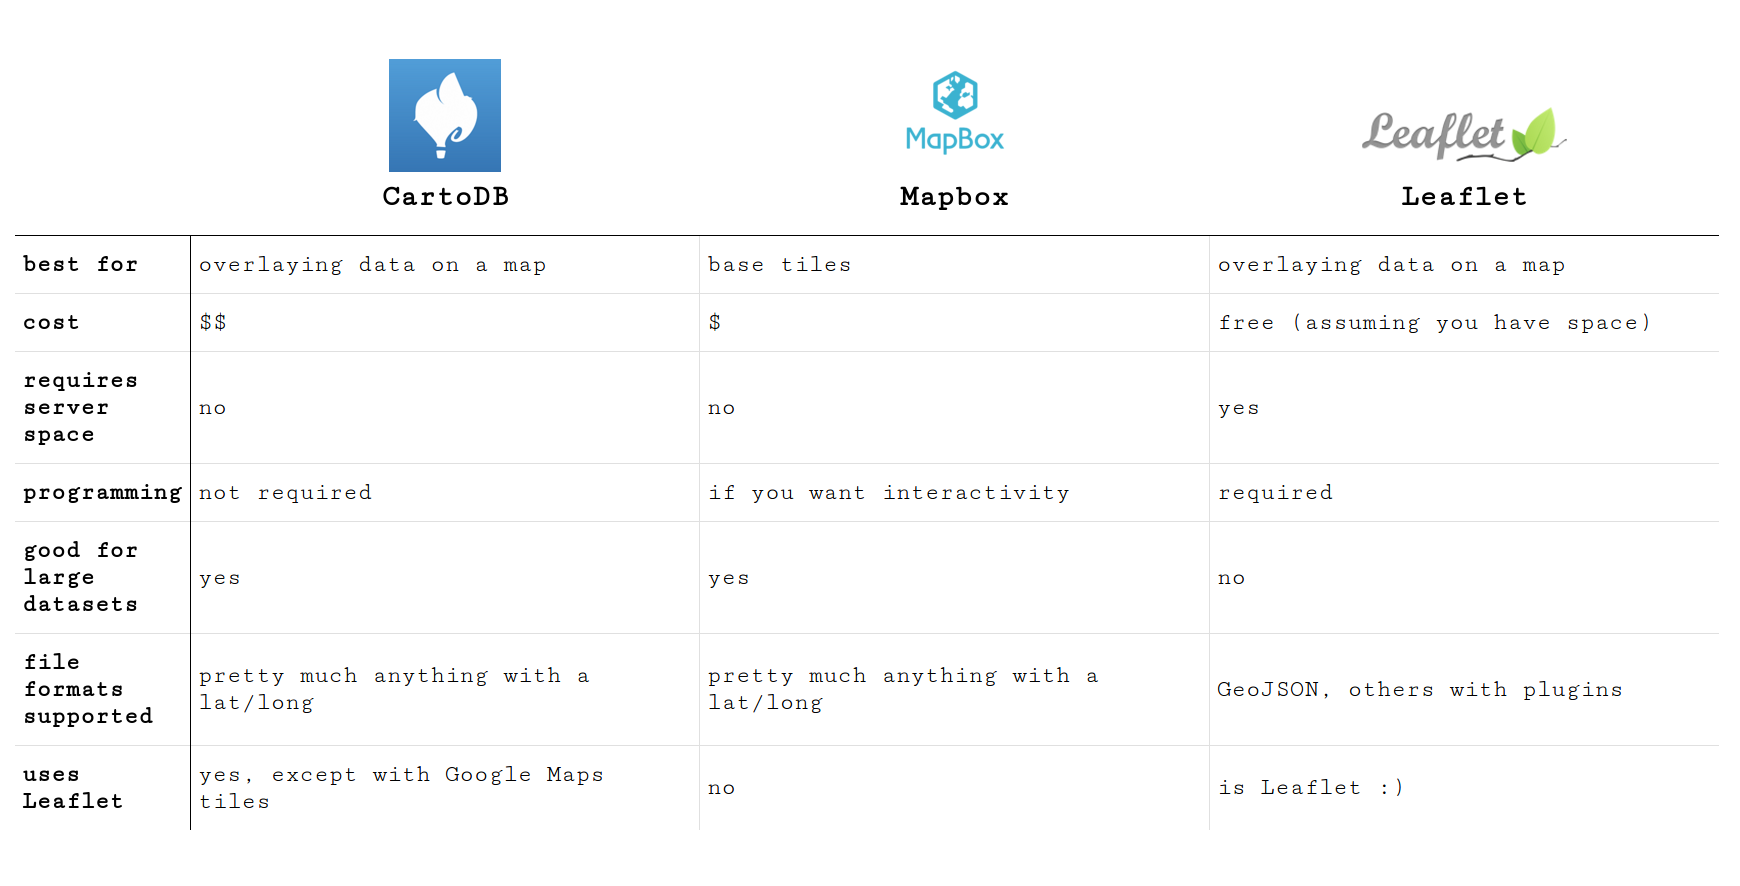 MapBox
Leaflet
CartoDB Mapbox Leaflet
best for overlaying data on a map base tiles overlaying data on a map
cost $$ $ free (assuming you have space)
requires
server
space
no no yes
programming not required if you want interactivity required
good for
large
datasets
yes yes no
file
formats
supported
pretty much anything with a
lat/long
pretty much anything with a
lat/long
GeoJSON, others with plugins
uses
Leaflet
yes, except with Google Maps
tiles
no
is Leaflet :)